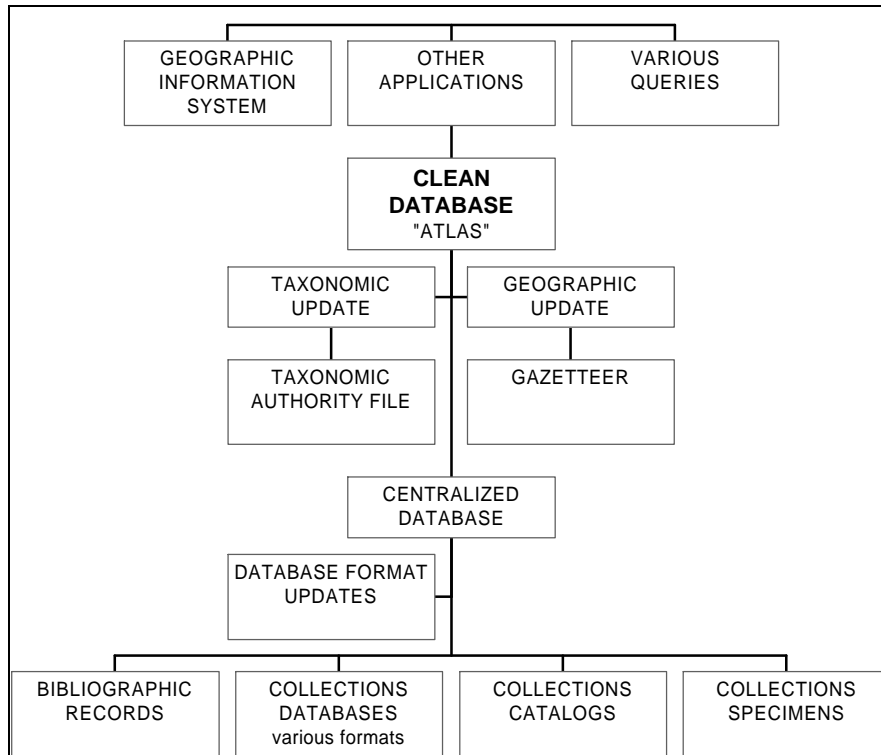 GEOGRAPHIC
INFORMATION
SYSTEM
OTHER
APPLICATIONS
VARIOUS
QUERIES
CLEAN
DATABASE
"ATLAS"
TAXONOMIC
UPDATE
GEOGRAPHIC
UPDATE
TAXONOMIC
AUTHORITY FILE
GAZETTEER
CENTRALIZED
DATABASE
DATABASE FORMAT
UPDATES
BIBLIOGRAPHIC
RECORDS
COLLECTIONS
DATABASES
various formats
COLLECTIONS
CATALOGS
COLLECTIONS
SPECIMENS